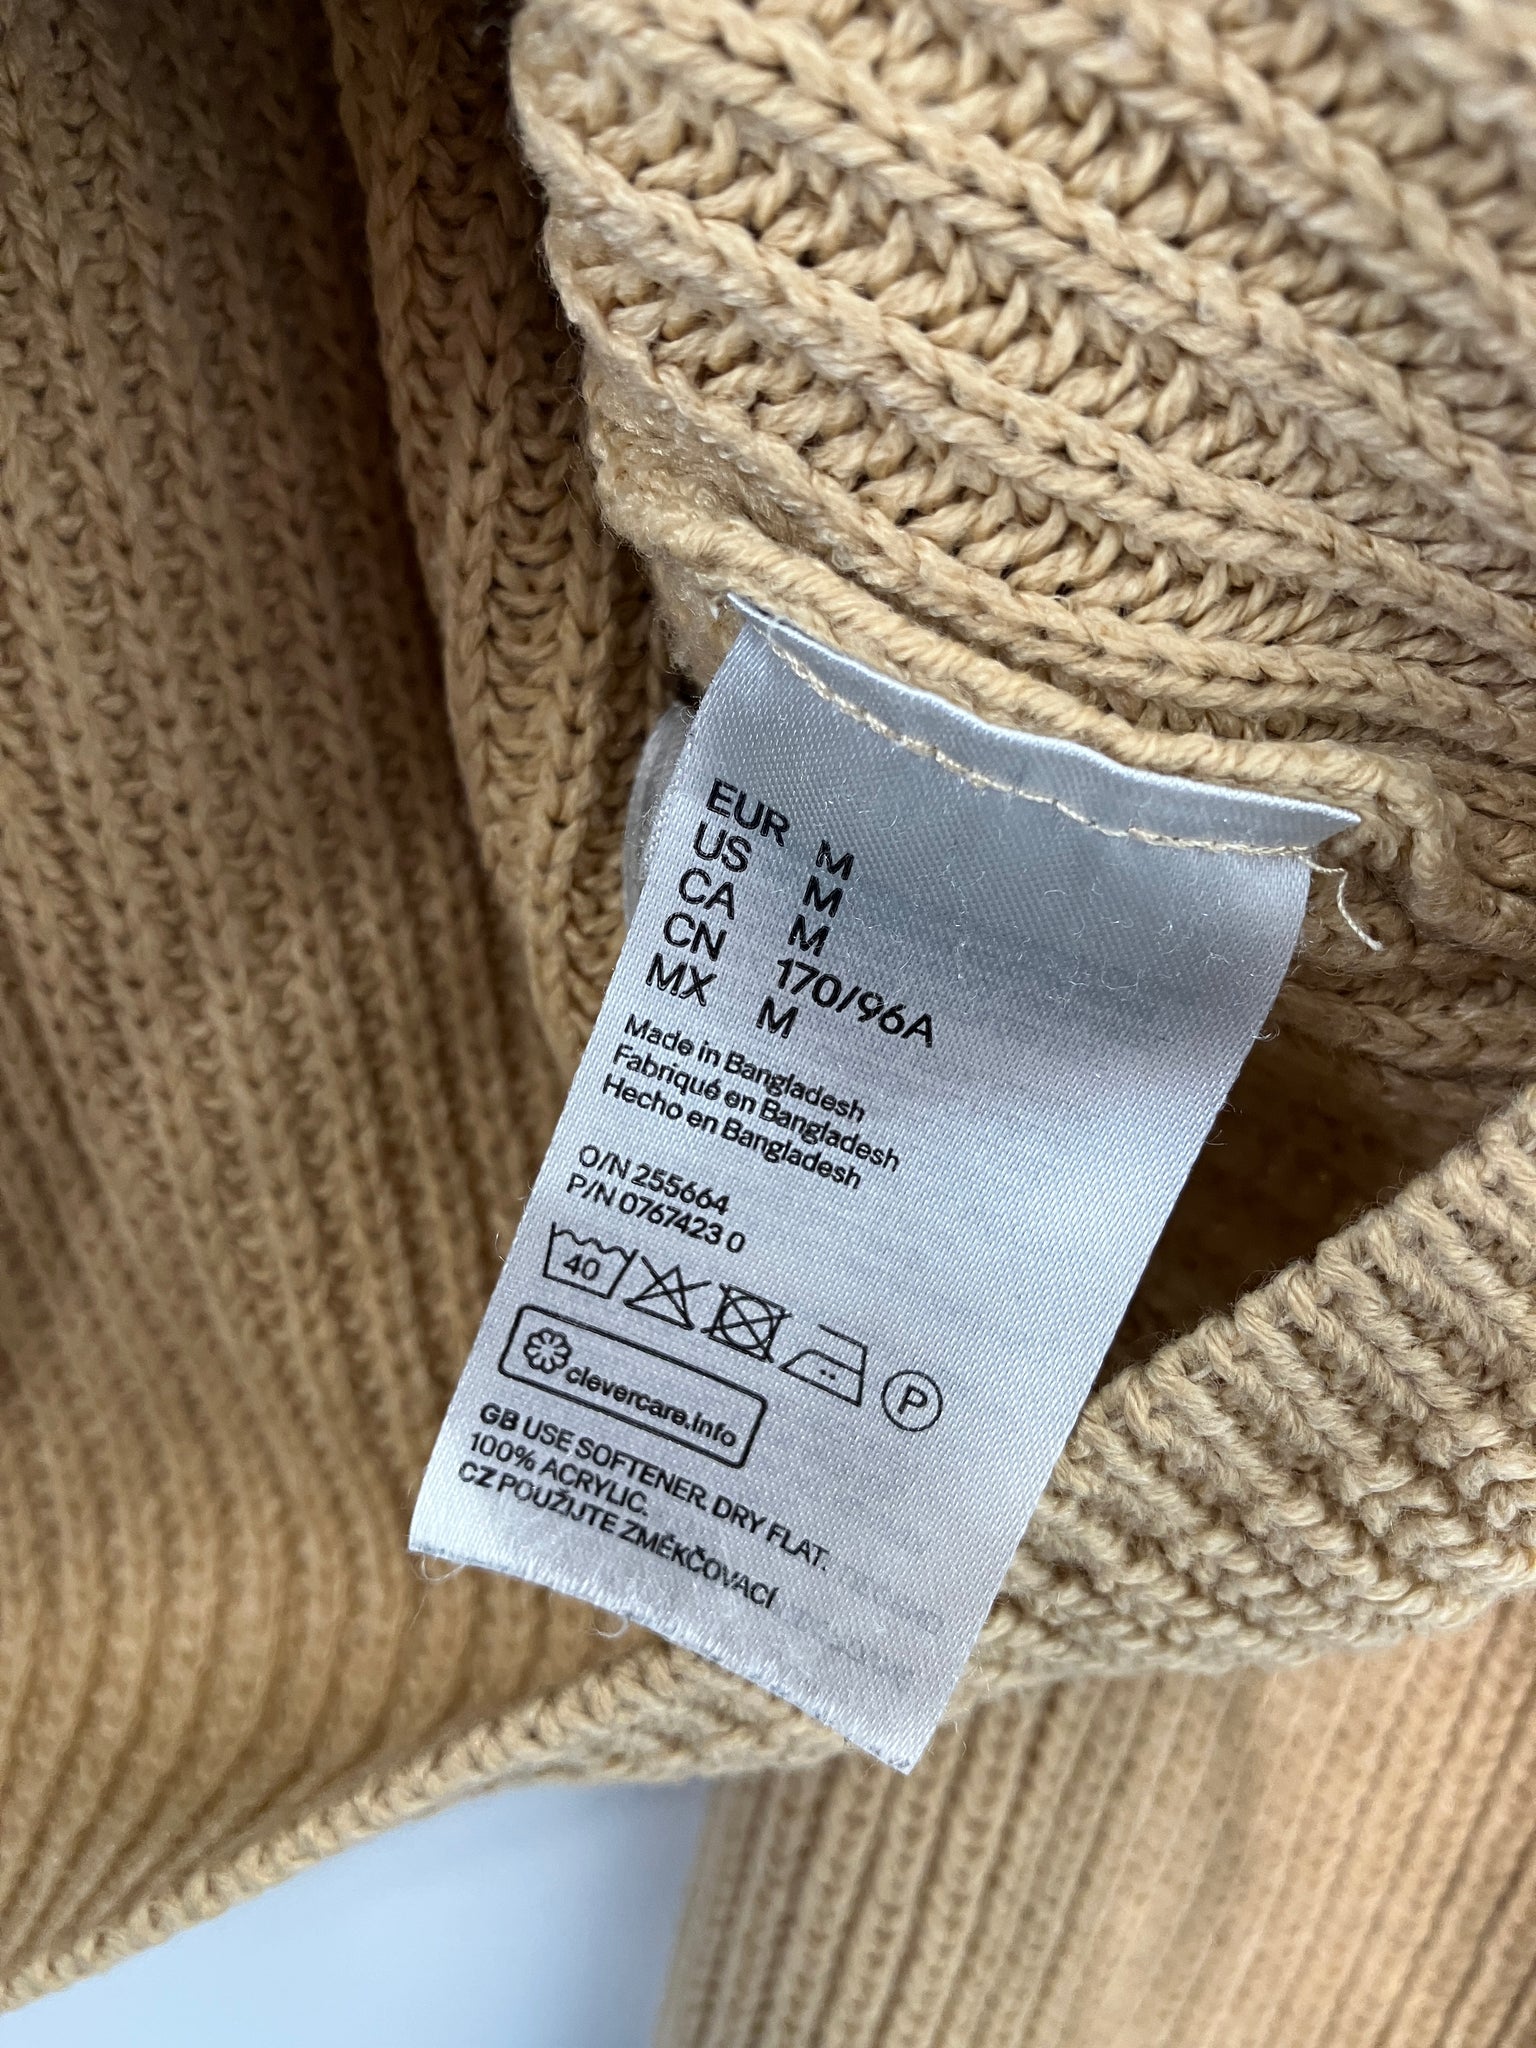 EUR M
US M
CA M
CN 170/96A
MX M
Made in Bangladesh
Fabriqué en Bangladesh
Hecho en Bangladesh
O/N 255664
P/N 0767423 0
40
P
clevercare.info
GB USE SOFTENER. DRY FLAT.
100% ACRYLIC.
CZ POUŽIJTE ZMĚKČOVACÍ